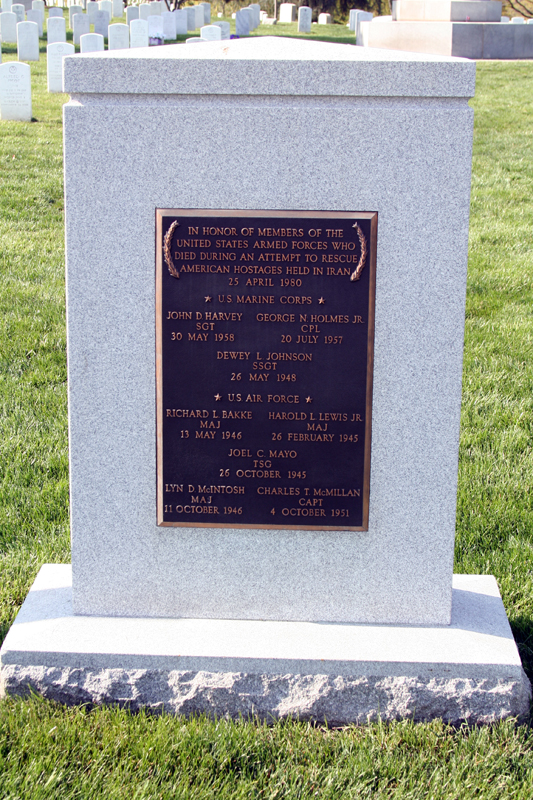 IN HONOR OF MEMBERS OF THE
UNITED STATES ARMED FORCES WHO
DIED DURING AN ATTEMPT TO RESCUE
AMERICAN HOSTAGES HELD IN IRAN
25 APRIL 1980
★ U.S. MARINE CORPS ★
JOHN D. HARVEY GEORGE N. HOLMES JR.
SGT CPL
30 MAY 1958 20 JULY 1957
DEWEY L. JOHNSON
SSGT
26 MAY 1948
★ U.S. AIR FORCE ★
RICHARD L. BAKKE HAROLD L. LEWIS JR.
MAJ MAJ
13 MAY 1946 26 FEBRUARY 1945
JOEL C. MAYO
TSG
26 OCTOBER 1945
LYN D. McINTOSH CHARLES T. McMILLAN
MAJ CAPT
11 OCTOBER 1946 4 OCTOBER 1951